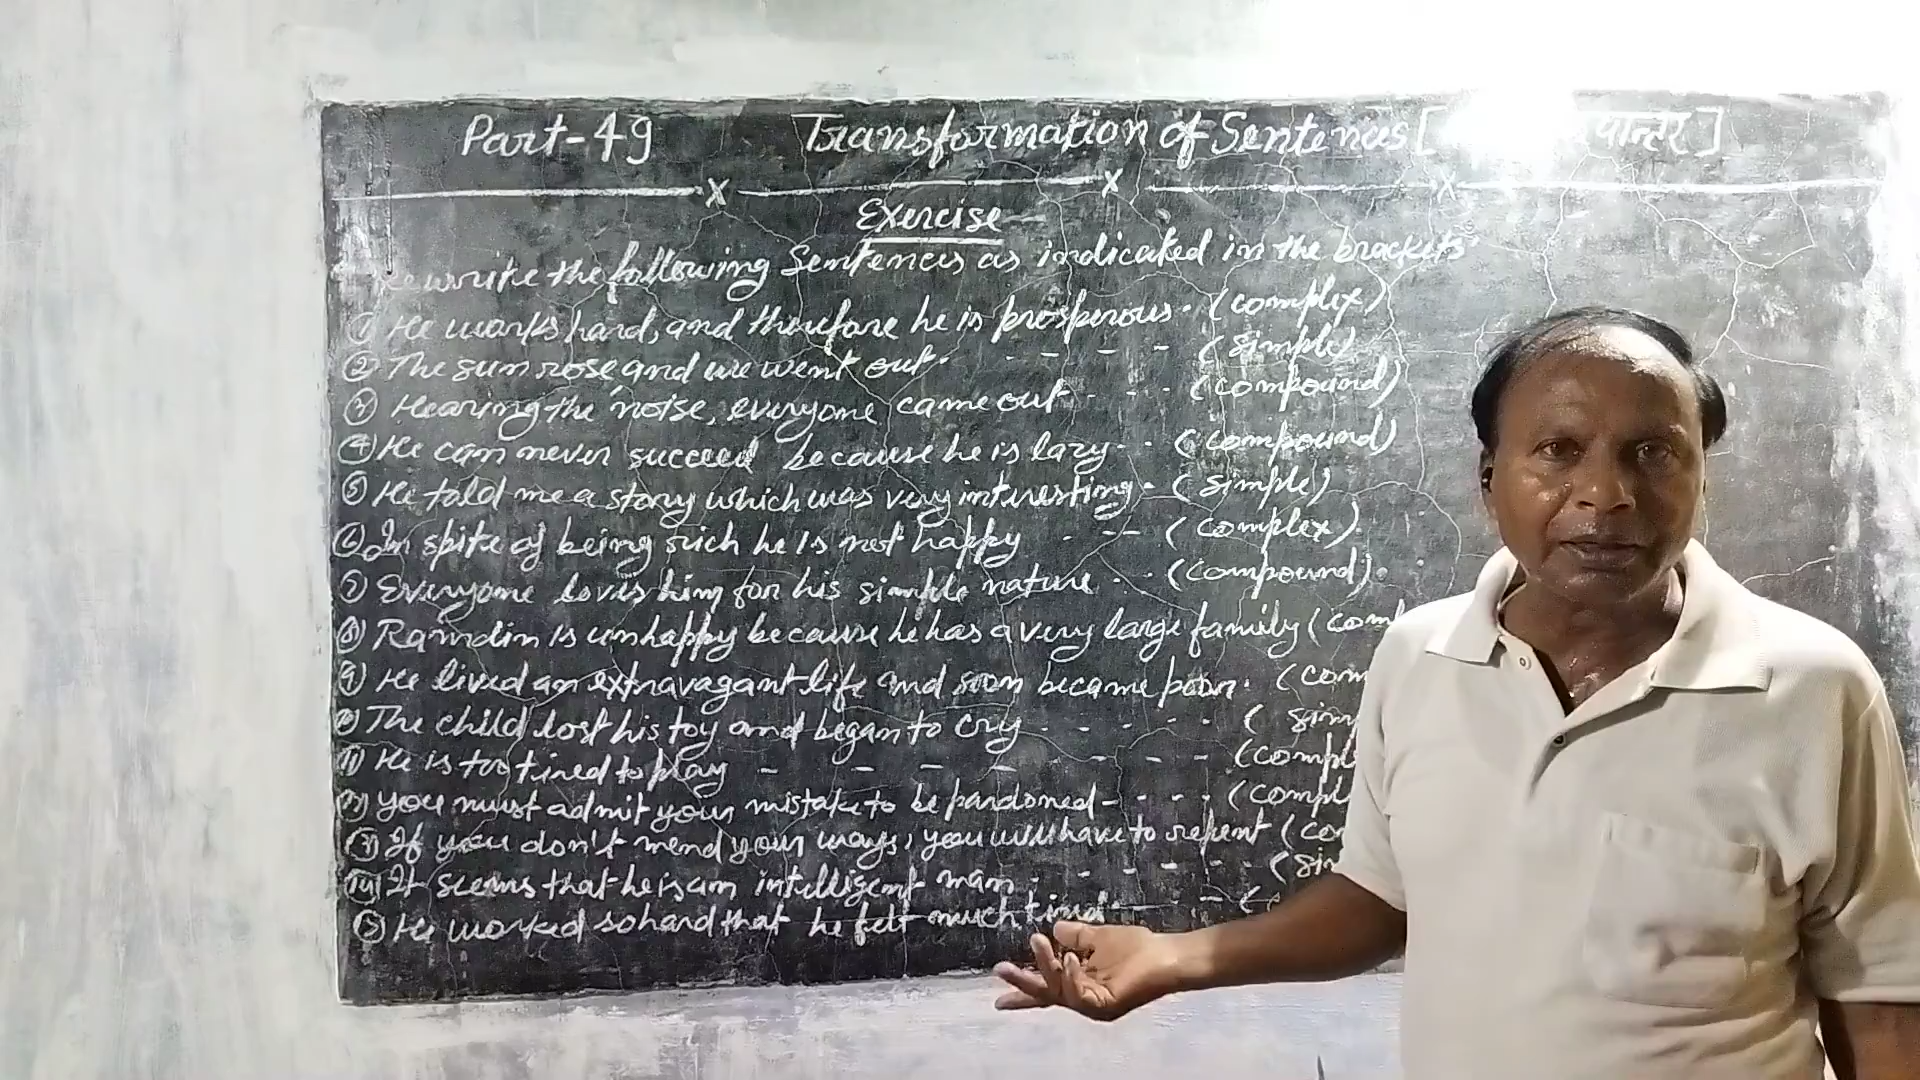 Part-49 Transformation of Sentences [ पान्तर ]
Exercise
Rewrite the following Sentences as indicated in the brackets.
① He works hard, and therefore he is prosperous. (complex)
② The sun rose and we went out. - - - - (simple)
③ Hearing the noise, everyone came out - - - (compound)
④ He can never succeed because he is lazy - - (compound)
⑤ He told me a story which was very interesting - (simple)
⑥ In spite of being rich he is not happy - - - (complex).
⑦ Everyone loves him for his simple nature - - (compound).
⑧ Ramdin is unhappy because he has a very large family (com
⑨ He lived an extravagant life and soon became poor. (com
⑩ The child lost his toy and began to cry - - - - - ( sim
⑪ He is too tired to play - - - - - - - (compl
⑫ You must admit your mistake to be pardoned - - - - (compl
⑬ If you don't mend your ways, you will have to repent (co
⑭ It seems that he is an intelligent man - - - - - - (sim
⑮ He worked so hard that he felt much tired - - - (c